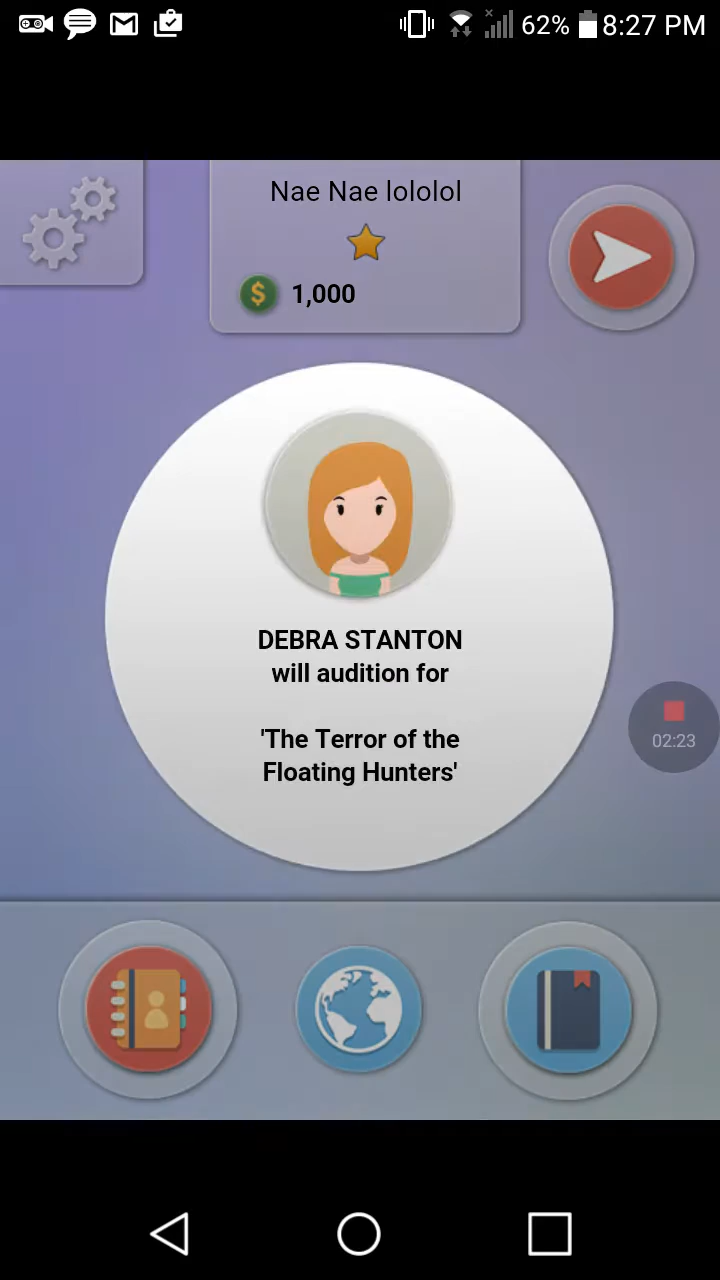 62% 8:27 PM
Nae Nae lololol
$ 1,000
DEBRA STANTON
will audition for
'The Terror of the
Floating Hunters'
02:23